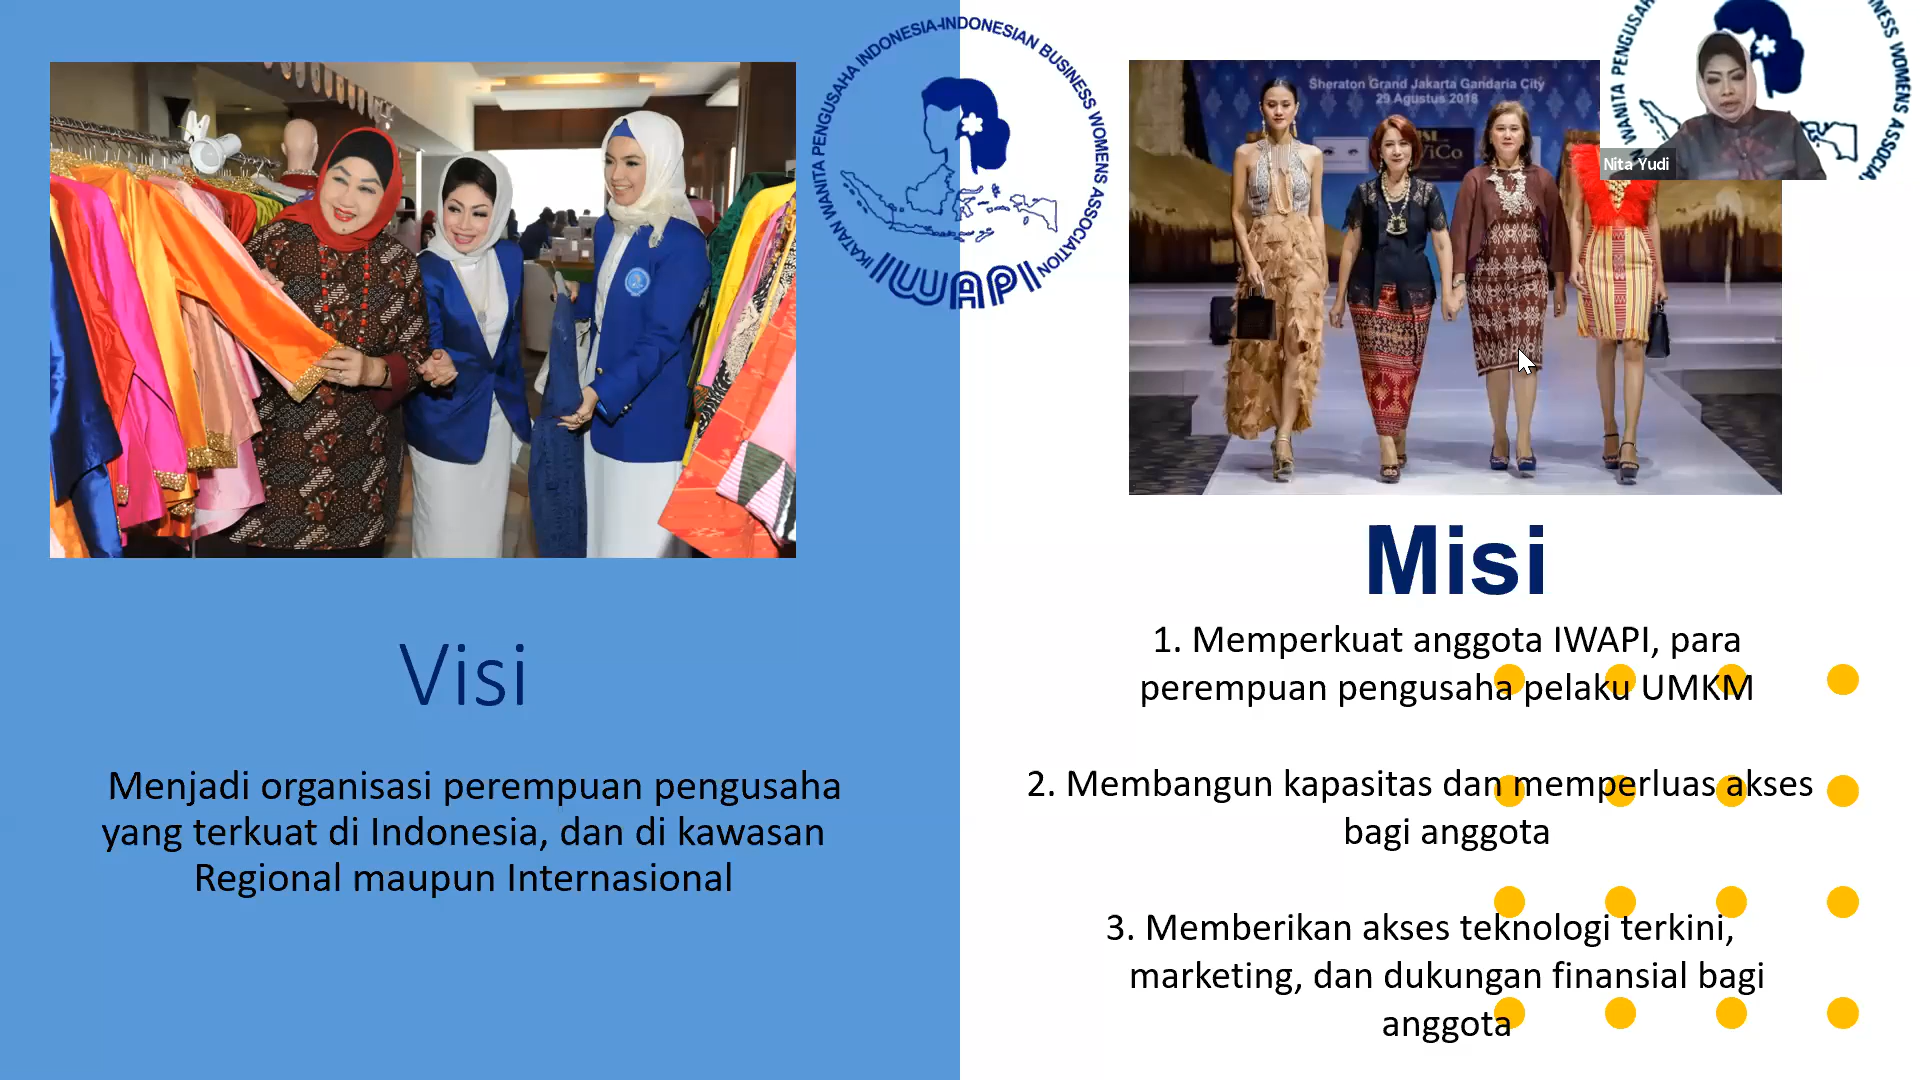 IKATAN WANITA PENGUSAHA INDONESIA-INDONESIAN BUSINESS WOMENS ASSOCIATION
IWAPI
Visi
Menjadi organisasi perempuan pengusaha
yang terkuat di Indonesia, dan di kawasan
Regional maupun Internasional
Sheraton Grand Jakarta Gandaria City
29 Agustus 2018
WANITA PENGUSAHA
Nita Yudi
Misi
1. Memperkuat anggota IWAPI, para
perempuan pengusaha pelaku UMKM
2. Membangun kapasitas dan memperluas akses
bagi anggota
3. Memberikan akses teknologi terkini,
marketing, dan dukungan finansial bagi
anggota